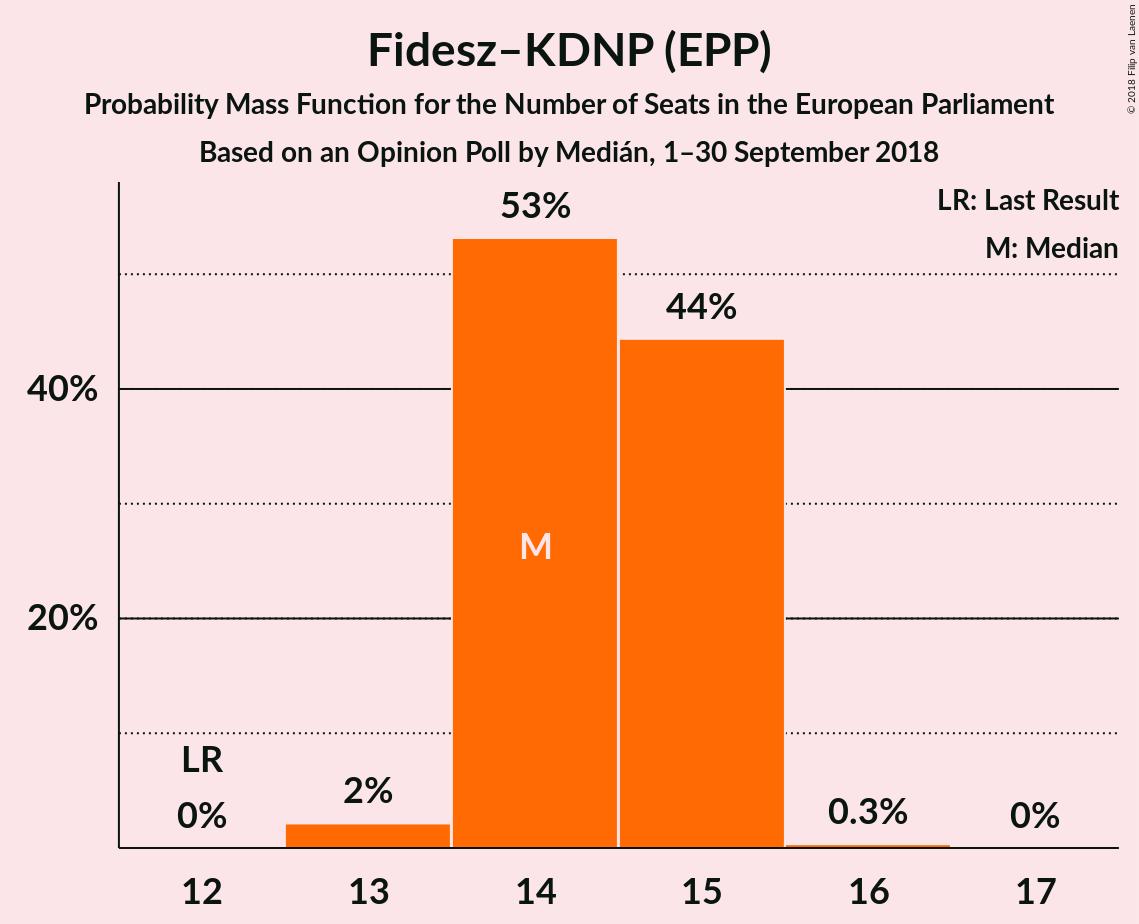 Fidesz–KDNP (EPP)
Probability Mass Function for the Number of Seats in the European Parliament
Based on an Opinion Poll by Medián, 1–30 September 2018
© 2018 Filip van Laenen
LR: Last Result
M: Median
53%
44%
40%
M
20%
LR
0%
2%
0.3%
0%
12 13 14 15 16 17